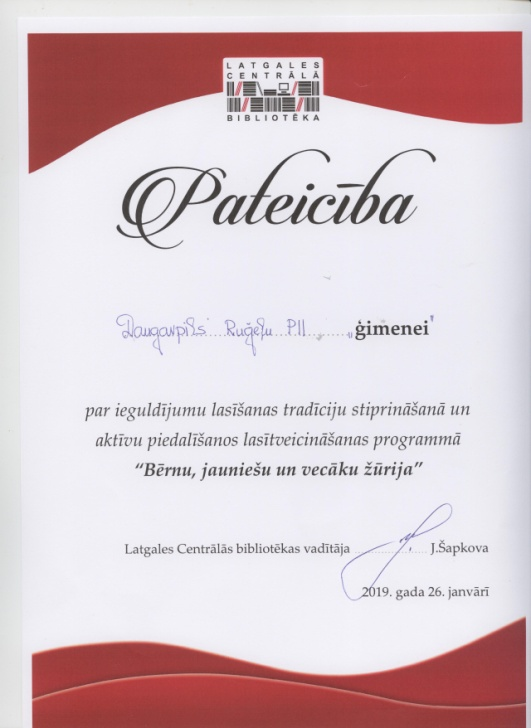 LATGALES
CENTRĀLĀ
BIBLIOTĒKA
Pateicība
Daugavpils Ruģeļu PII „ģimenei"
par ieguldījumu lasīšanas tradīciju stiprināšanā un
aktīvu piedalīšanos lasītveicināšanas programmā
“Bērnu, jauniešu un vecāku žūrija”
Latgales Centrālās bibliotēkas vadītāja J.Šapkova
2019. gada 26. janvārī